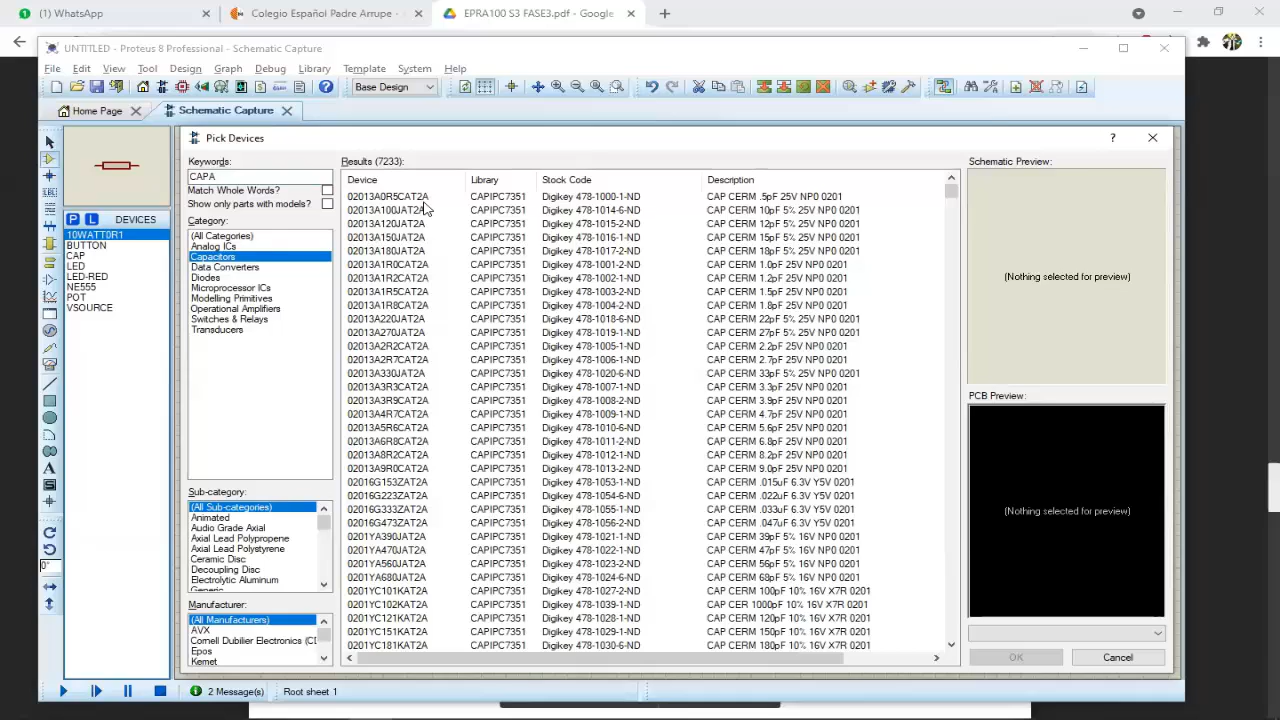 (1) WhatsApp
Colegio Español Padre Arrupe -
EPRA100 S3 FASE3.pdf - Google
UNTITLED - Proteus 8 Professional - Schematic Capture
File Edit View Tool Design Graph Debug Library Template System Help
Base Design
Home Page
Schematic Capture
Pick Devices
Keywords:
CAPA
Match Whole Words?
Show only parts with models?
Category:
(All Categories)
Analog ICs
Capacitors
Data Converters
Diodes
Microprocessor ICs
Modelling Primitives
Operational Amplifiers
Switches & Relays
Transducers
Sub-category:
(All Sub-categories)
Animated
Audio Grade Axial
Axial Lead Polypropene
Axial Lead Polystyrene
Ceramic Disc
Decoupling Disc
Electrolytic Aluminum
Generic
Manufacturer:
(All Manufacturers)
AVX
Cornell Dubilier Electronics (CD
Epos
Kemet
P L DEVICES
10WATT0R1
BUTTON
CAP
LED
LED-RED
NE555
POT
VSOURCE
Results (7233):
Device Library Stock Code Description
02013A0R5CAT2A CAPIPC7351 Digikey 478-1000-1-ND CAP CERM .5pF 25V NP0 0201
02013A100JAT2A CAPIPC7351 Digikey 478-1014-6-ND CAP CERM 10pF 5% 25V NP0 0201
02013A120JAT2A CAPIPC7351 Digikey 478-1015-2-ND CAP CERM 12pF 5% 25V NP0 0201
02013A150JAT2A CAPIPC7351 Digikey 478-1016-1-ND CAP CERM 15pF 5% 25V NP0 0201
02013A180JAT2A CAPIPC7351 Digikey 478-1017-2-ND CAP CERM 18pF 5% 25V NP0 0201
02013A1R0CAT2A CAPIPC7351 Digikey 478-1001-2-ND CAP CERM 1.0pF 25V NP0 0201
02013A1R2CAT2A CAPIPC7351 Digikey 478-1002-1-ND CAP CERM 1.2pF 25V NP0 0201
02013A1R5CAT2A CAPIPC7351 Digikey 478-1003-2-ND CAP CERM 1.5pF 25V NP0 0201
02013A1R8CAT2A CAPIPC7351 Digikey 478-1004-2-ND CAP CERM 1.8pF 25V NP0 0201
02013A220JAT2A CAPIPC7351 Digikey 478-1018-6-ND CAP CERM 22pF 5% 25V NP0 0201
02013A270JAT2A CAPIPC7351 Digikey 478-1019-1-ND CAP CERM 27pF 5% 25V NP0 0201
02013A2R2CAT2A CAPIPC7351 Digikey 478-1005-1-ND CAP CERM 2.2pF 25V NP0 0201
02013A2R7CAT2A CAPIPC7351 Digikey 478-1006-1-ND CAP CERM 2.7pF 25V NP0 0201
02013A330JAT2A CAPIPC7351 Digikey 478-1020-6-ND CAP CERM 33pF 5% 25V NP0 0201
02013A3R3CAT2A CAPIPC7351 Digikey 478-1007-1-ND CAP CERM 3.3pF 25V NP0 0201
02013A3R9CAT2A CAPIPC7351 Digikey 478-1008-2-ND CAP CERM 3.9pF 25V NP0 0201
02013A4R7CAT2A CAPIPC7351 Digikey 478-1009-1-ND CAP CERM 4.7pF 25V NP0 0201
02013A5R6CAT2A CAPIPC7351 Digikey 478-1010-6-ND CAP CERM 5.6pF 25V NP0 0201
02013A6R8CAT2A CAPIPC7351 Digikey 478-1011-2-ND CAP CERM 6.8pF 25V NP0 0201
02013A8R2CAT2A CAPIPC7351 Digikey 478-1012-1-ND CAP CERM 8.2pF 25V NP0 0201
02013A9R0CAT2A CAPIPC7351 Digikey 478-1013-2-ND CAP CERM 9.0pF 25V NP0 0201
02016G153ZAT2A CAPIPC7351 Digikey 478-1053-1-ND CAP CERM .015uF 6.3V Y5V 0201
02016G223ZAT2A CAPIPC7351 Digikey 478-1054-6-ND CAP CERM .022uF 6.3V Y5V 0201
02016G333ZAT2A CAPIPC7351 Digikey 478-1055-1-ND CAP CERM .033uF 6.3V Y5V 0201
02016G473ZAT2A CAPIPC7351 Digikey 478-1056-2-ND CAP CERM .047uF 6.3V Y5V 0201
0201YA390JAT2A CAPIPC7351 Digikey 478-1021-1-ND CAP CERM 39pF 5% 16V NP0 0201
0201YA470JAT2A CAPIPC7351 Digikey 478-1022-1-ND CAP CERM 47pF 5% 16V NP0 0201
0201YA560JAT2A CAPIPC7351 Digikey 478-1023-2-ND CAP CERM 56pF 5% 16V NP0 0201
0201YA680JAT2A CAPIPC7351 Digikey 478-1024-6-ND CAP CERM 68pF 5% 16V NP0 0201
0201YC101KAT2A CAPIPC7351 Digikey 478-1027-2-ND CAP CERM 100pF 10% 16V X7R 0201
0201YC102KAT2A CAPIPC7351 Digikey 478-1039-1-ND CAP CER 1000pF 10% 16V X7R 0201
0201YC121KAT2A CAPIPC7351 Digikey 478-1028-1-ND CAP CERM 120pF 10% 16V X7R 0201
0201YC151KAT2A CAPIPC7351 Digikey 478-1029-1-ND CAP CERM 150pF 10% 16V X7R 0201
0201YC181KAT2A CAPIPC7351 Digikey 478-1030-6-ND CAP CERM 180pF 10% 16V X7R 0201
Schematic Preview:
(Nothing selected for preview)
PCB Preview:
(Nothing selected for preview)
OK Cancel
0°
2 Message(s) Root sheet 1